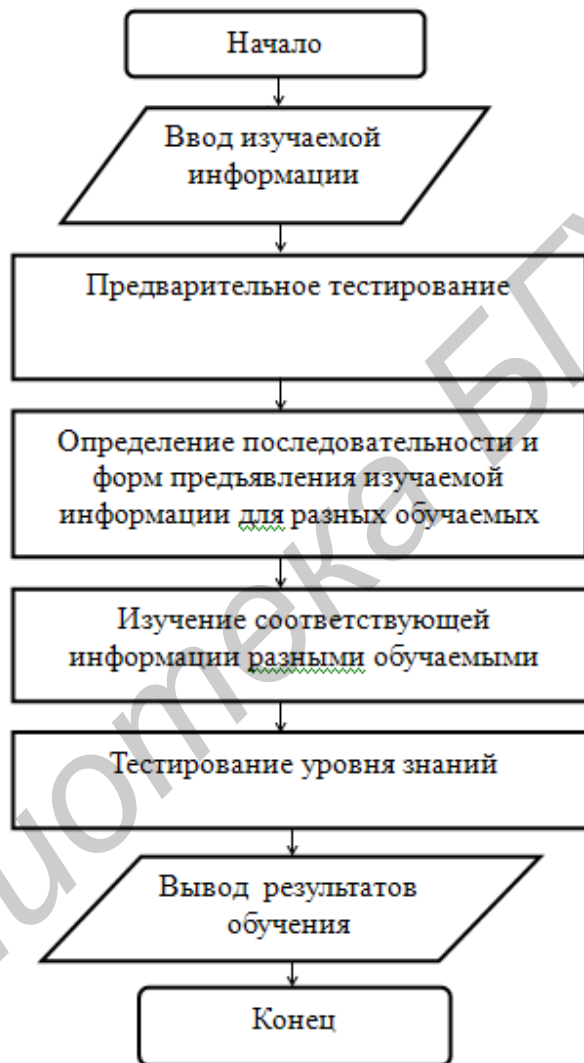 Начало
Ввод изучаемой
информации
Предварительное тестирование
Определение последовательности и
форм предъявления изучаемой
информации для разных обучаемых
Изучение соответствующей
информации разными обучаемыми
Тестирование уровня знаний
Вывод результатов
обучения
Конец